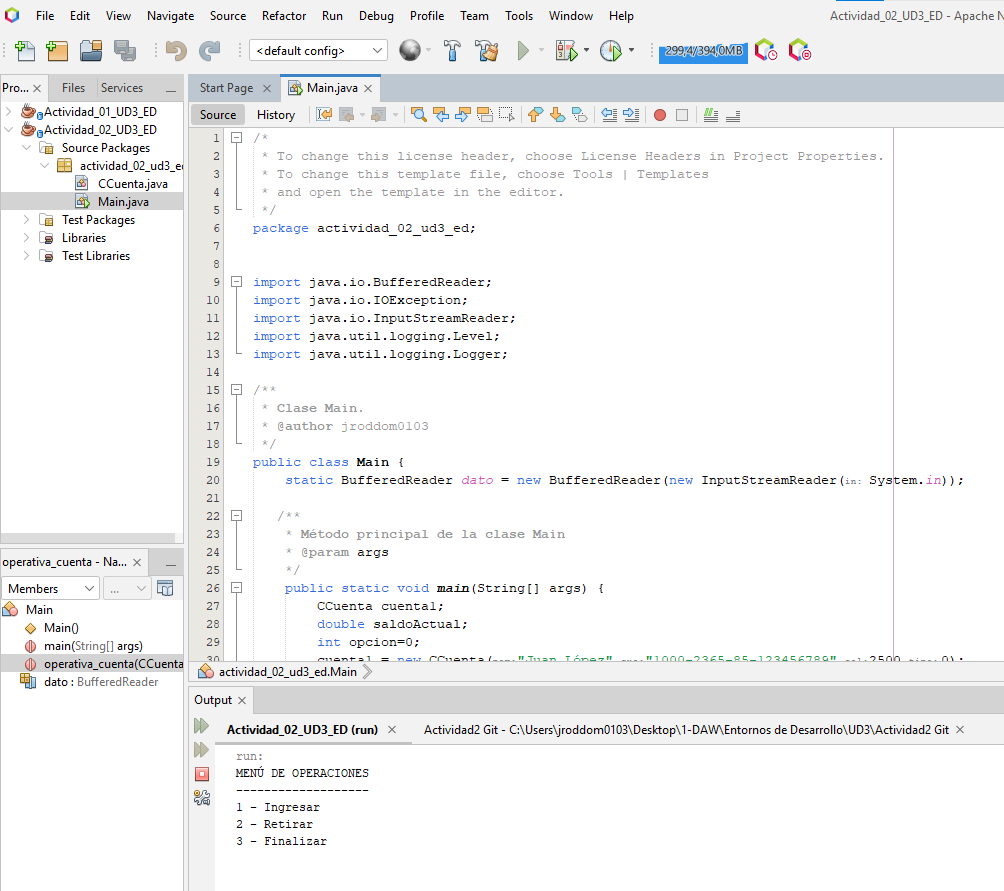 File Edit View Navigate Source Refactor Run Debug Profile Team Tools Window Help
Actividad_02_UD3_ED - Apache N
<default config>
299,4/394,0MB
Pro... Files Services
Start Page Main.java
Actividad_01_UD3_ED
Actividad_02_UD3_ED
Source Packages
actividad_02_ud3_ed
CCuenta.java
Main.java
Test Packages
Libraries
Test Libraries
Source History
1 /*
2 * To change this license header, choose License Headers in Project Properties.
3 * To change this template file, choose Tools | Templates
4 * and open the template in the editor.
5 */
6 package actividad_02_ud3_ed;
7
8
9 import java.io.BufferedReader;
10 import java.io.IOException;
11 import java.io.InputStreamReader;
12 import java.util.logging.Level;
13 import java.util.logging.Logger;
14
15 /**
16 * Clase Main.
17 * @author jroddom0103
18 */
19 public class Main {
20 static BufferedReader dato = new BufferedReader(new InputStreamReader(in: System.in));
21
22 /**
23 * Método principal de la clase Main
24 * @param args
25 */
26 public static void main(String[] args) {
27 CCuenta cuental;
28 double saldoActual;
29 int opcion=0;
30 cuental = new CCuenta("Juan López" "1000-2365-85-123456789" 2500 0);
actividad_02_ud3_ed.Main
operativa_cuenta - Na...
Members ...
Main
Main()
main(String[] args)
operativa_cuenta(CCuenta
dato : BufferedReader
Output
Actividad_02_UD3_ED (run) Actividad2 Git - C:\Users\jroddom0103\Desktop\1-DAW\Entornos de Desarrollo\UD3\Actividad2 Git
run:
MENÚ DE OPERACIONES
-------------------
1 - Ingresar
2 - Retirar
3 - Finalizar